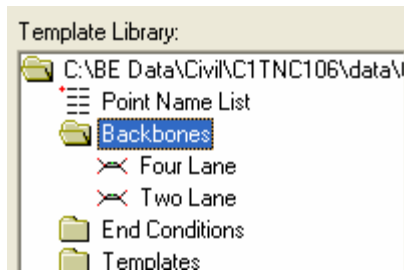 Template Library:
C:\BE Data\Civil\C1TNC106\data\
Point Name List
Backbones
Four Lane
Two Lane
End Conditions
Templates